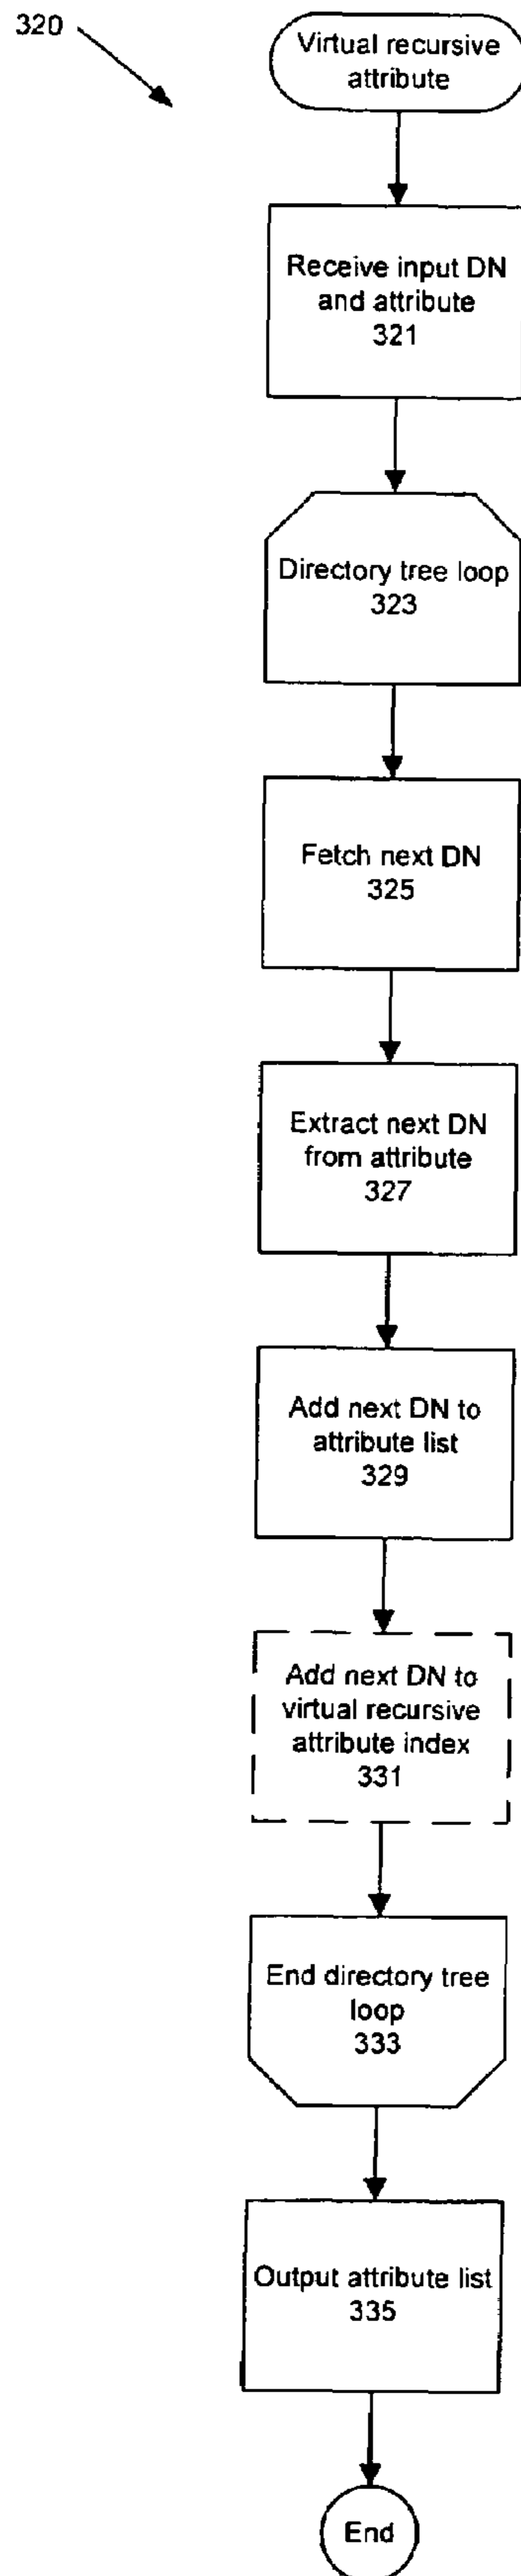 320
Virtual recursive
attribute
Receive input DN
and attribute
321
Directory tree loop
323
Fetch next DN
325
Extract next DN
from attribute
327
Add next DN to
attribute list
329
Add next DN to
virtual recursive
attribute index
331
End directory tree
loop
333
Output attribute list
335
End